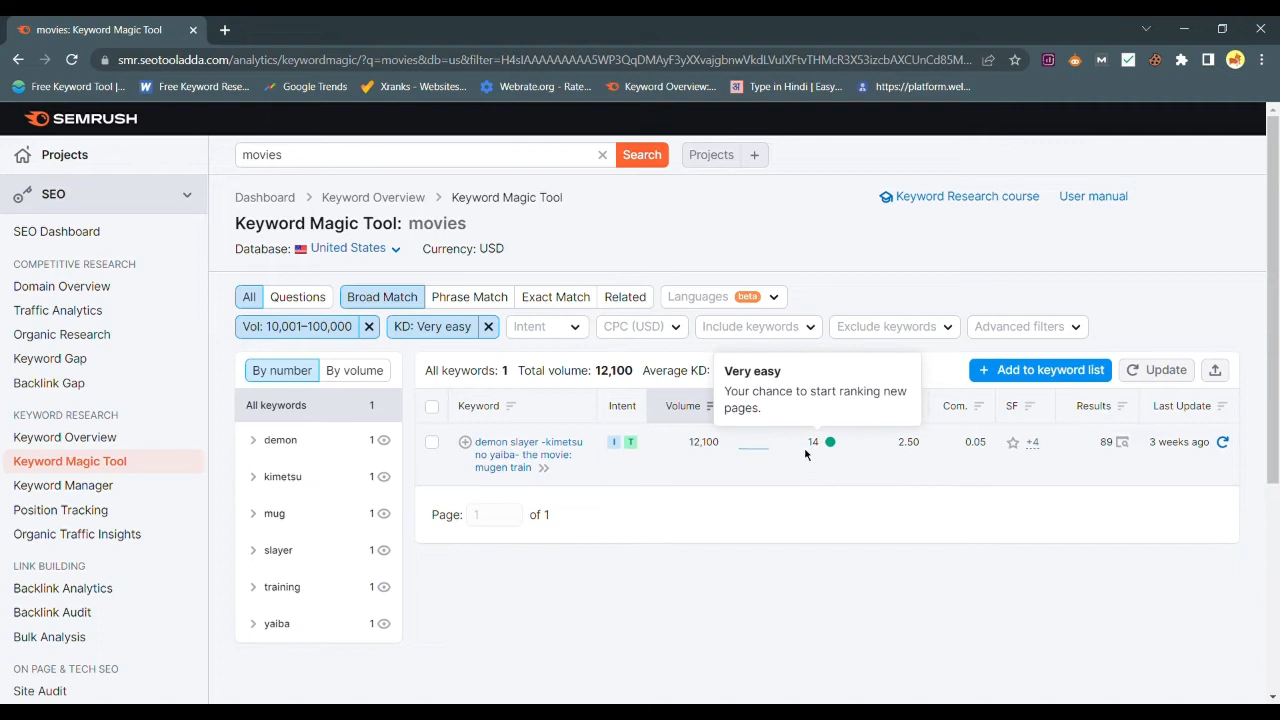 movies: Keyword Magic Tool
smr.seotooladda.com/analytics/keywordmagic/?q=movies&db=us&filter=
Free Keyword Tool |...
Free Keyword Rese...
Google Trends
Xranks - Websites...
Webrate.org - Rate...
Keyword Overview:...
Type in Hindi | Easy...
https://platform.wel...
SEMRUSH
Projects
movies
Search
Projects +
SEO
Dashboard > Keyword Overview > Keyword Magic Tool
Keyword Research course
User manual
Keyword Magic Tool: movies
SEO Dashboard
Database: United States
Currency: USD
COMPETITIVE RESEARCH
Domain Overview
Traffic Analytics
Organic Research
Keyword Gap
Backlink Gap
All Questions
Broad Match Phrase Match Exact Match Related
Languages beta
Vol: 10,001–100,000
KD: Very easy
Intent
CPC (USD)
Include keywords
Exclude keywords
Advanced filters
By number By volume
All keywords: 1 Total volume: 12,100 Average KD:
Very easy
Your chance to start ranking new
pages.
+ Add to keyword list
Update
All keywords 1
Keyword Intent Volume Com. SF Results Last Update
KEYWORD RESEARCH
Keyword Overview
Keyword Magic Tool
Keyword Manager
Position Tracking
Organic Traffic Insights
demon 1
kimetsu 1
mug 1
slayer 1
training 1
yaiba 1
demon slayer -kimetsu
no yaiba- the movie:
mugen train
I T 12,100 14 2.50 0.05 +4 89 3 weeks ago
Page: 1 of 1
LINK BUILDING
Backlink Analytics
Backlink Audit
Bulk Analysis
ON PAGE & TECH SEO
Site Audit